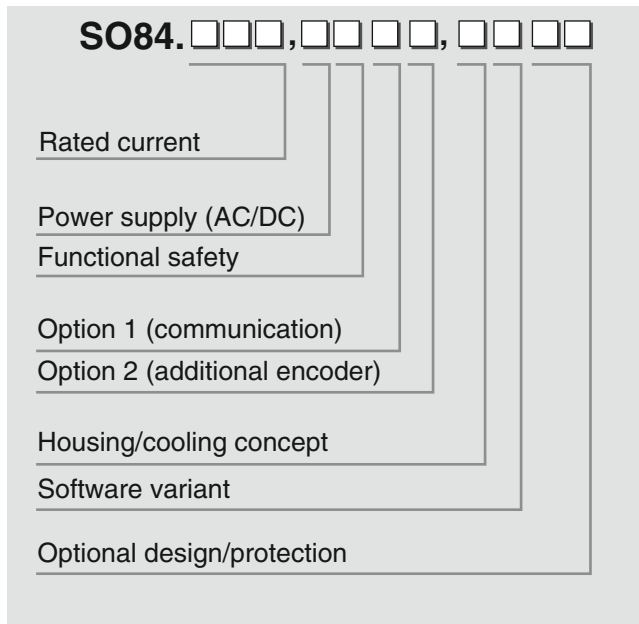 SO84.□□□,□□□□,□□□□
Rated current
Power supply (AC/DC)
Functional safety
Option 1 (communication)
Option 2 (additional encoder)
Housing/cooling concept
Software variant
Optional design/protection